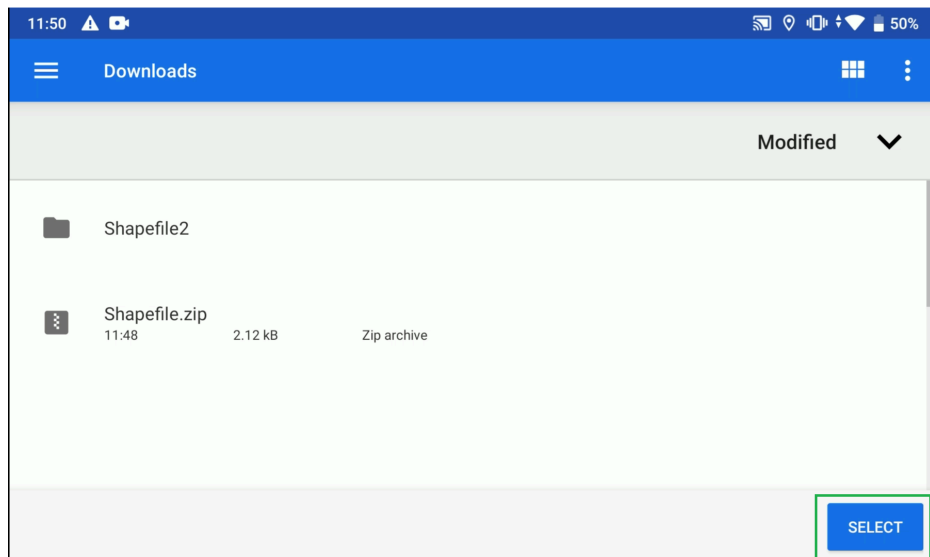 11:50 50%
Downloads
Modified
Shapefile2
Shapefile.zip
11:48 2.12 kB Zip archive
SELECT